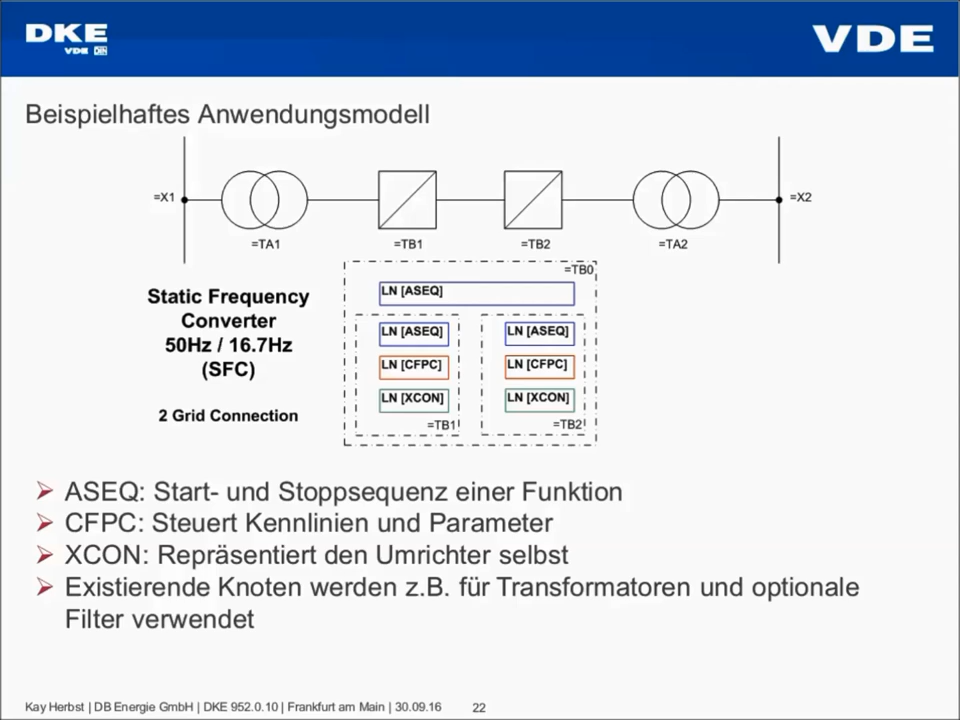 DKE
VDE DIN
VDE
Beispielhaftes Anwendungsmodell
=X1
=X2
=TA1
=TB1
=TB2
=TA2
=TB0
LN [ASEQ]
Static Frequency
Converter
50Hz / 16.7Hz
(SFC)
2 Grid Connection
LN [ASEQ]
LN [CFPC]
LN [XCON]
=TB1
LN [ASEQ]
LN [CFPC]
LN [XCON]
=TB2
ASEQ: Start- und Stoppsequenz einer Funktion
CFPC: Steuert Kennlinien und Parameter
XCON: Repräsentiert den Umrichter selbst
Existierende Knoten werden z.B. für Transformatoren und optionale
Filter verwendet
Kay Herbst | DB Energie GmbH | DKE 952.0.10 | Frankfurt am Main | 30.09.16
22